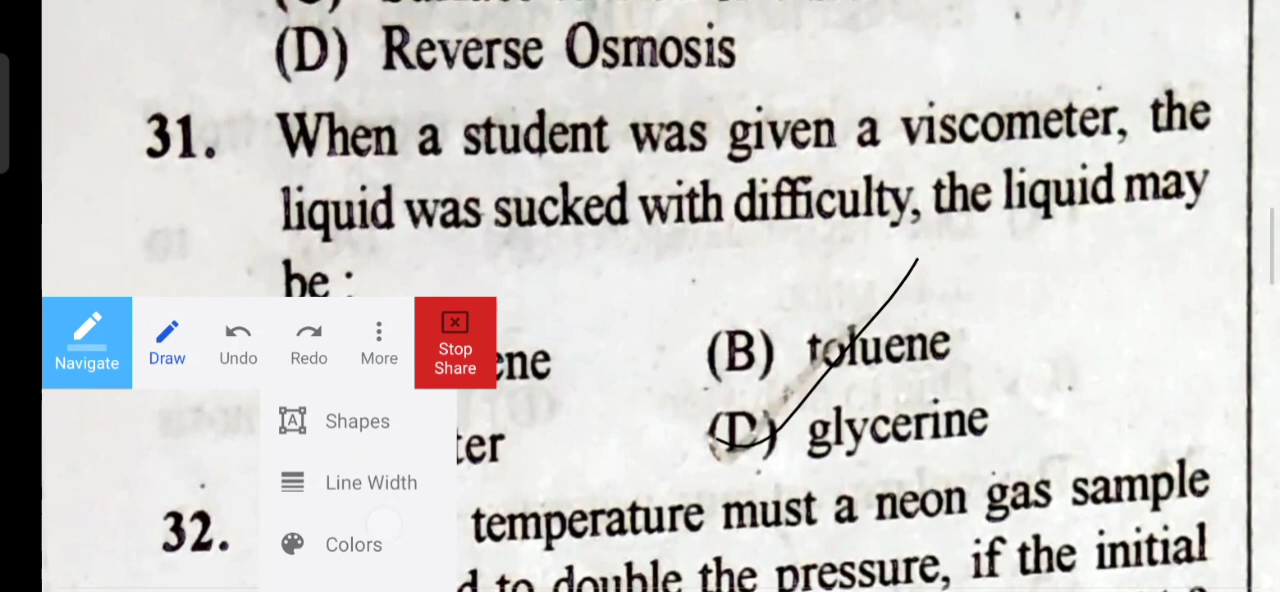 (D) Reverse Osmosis
31. When a student was given a viscometer, the
liquid was sucked with difficulty, the liquid may
be :
ene (B) toluene
ter (D) glycerine
32. temperature must a neon gas sample
d to double the pressure, if the initial
Navigate
Draw
Undo
Redo
More
Stop
Share
Shapes
Line Width
Colors